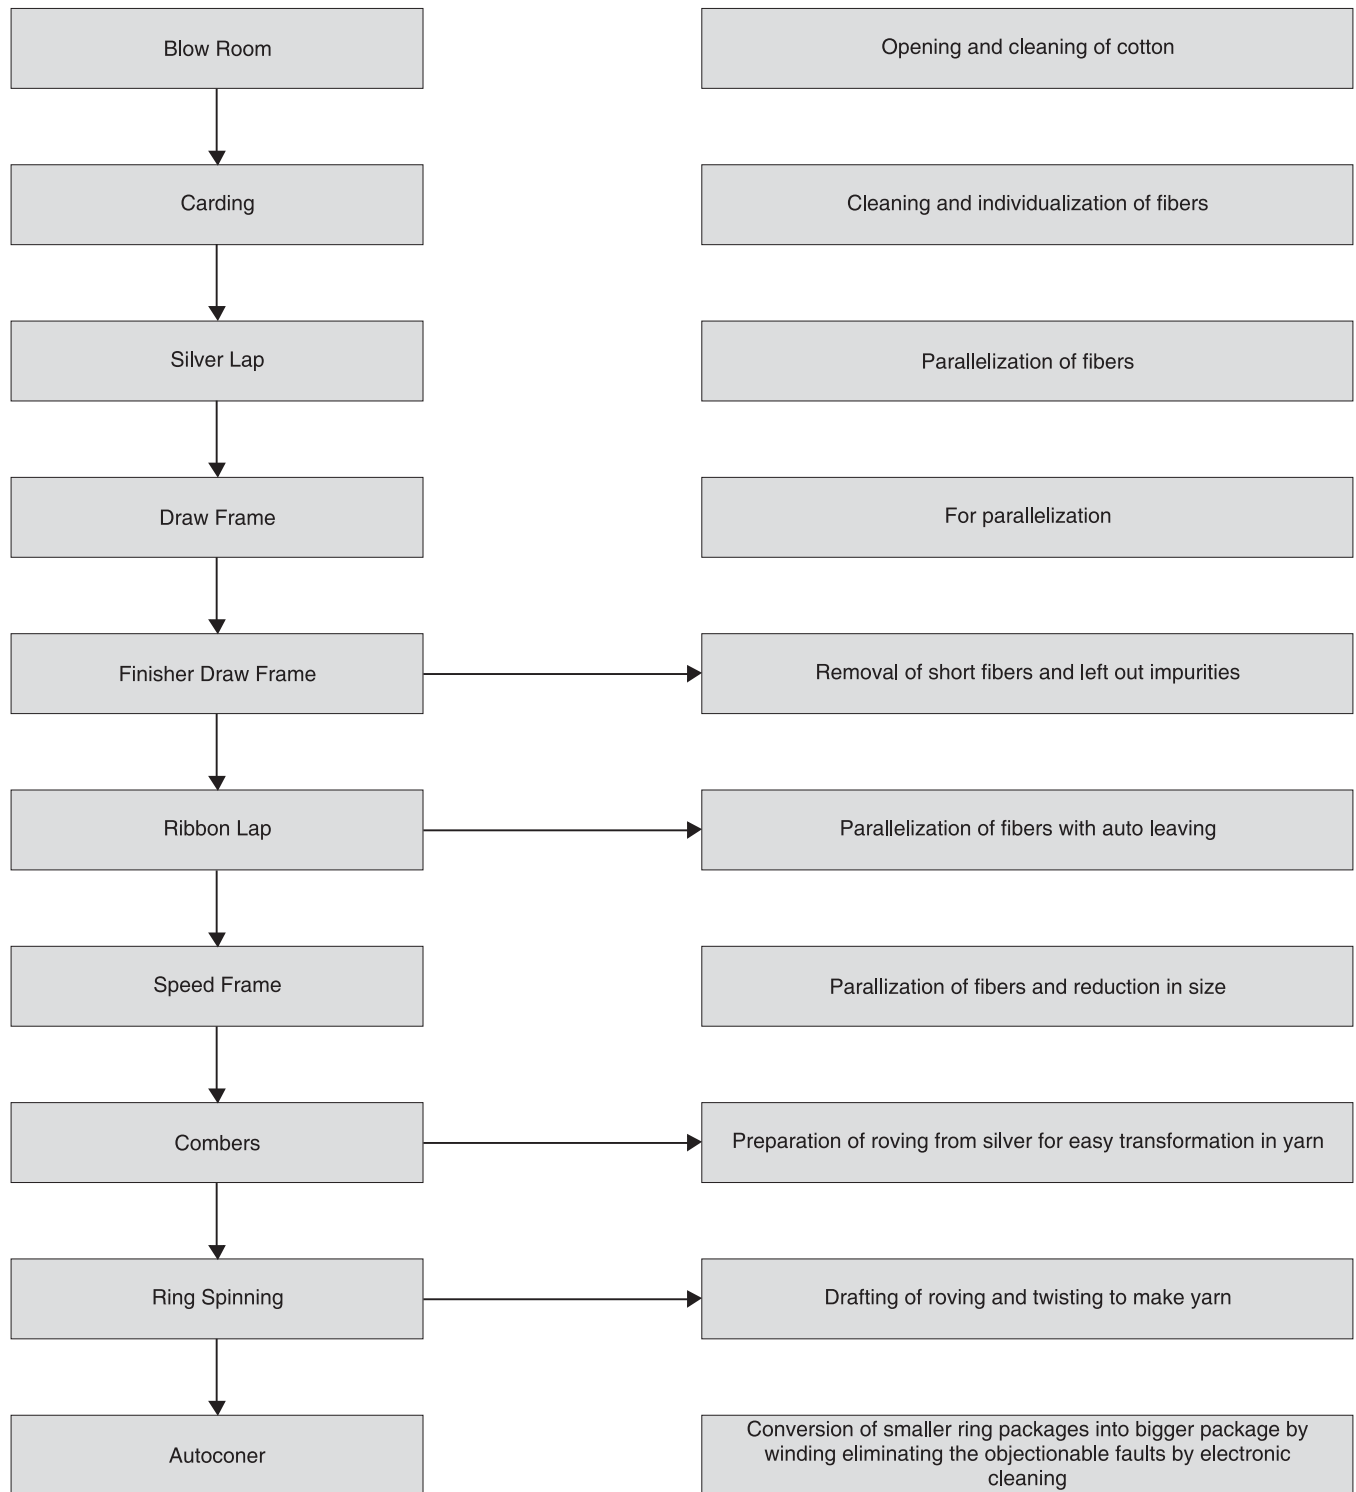 Blow Room
Opening and cleaning of cotton
Carding
Cleaning and individualization of fibers
Silver Lap
Parallelization of fibers
Draw Frame
For parallelization
Finisher Draw Frame
Removal of short fibers and left out impurities
Ribbon Lap
Parallelization of fibers with auto leaving
Speed Frame
Parallization of fibers and reduction in size
Combers
Preparation of roving from silver for easy transformation in yarn
Ring Spinning
Drafting of roving and twisting to make yarn
Autoconer
Conversion of smaller ring packages into bigger package by
winding eliminating the objectionable faults by electronic
cleaning